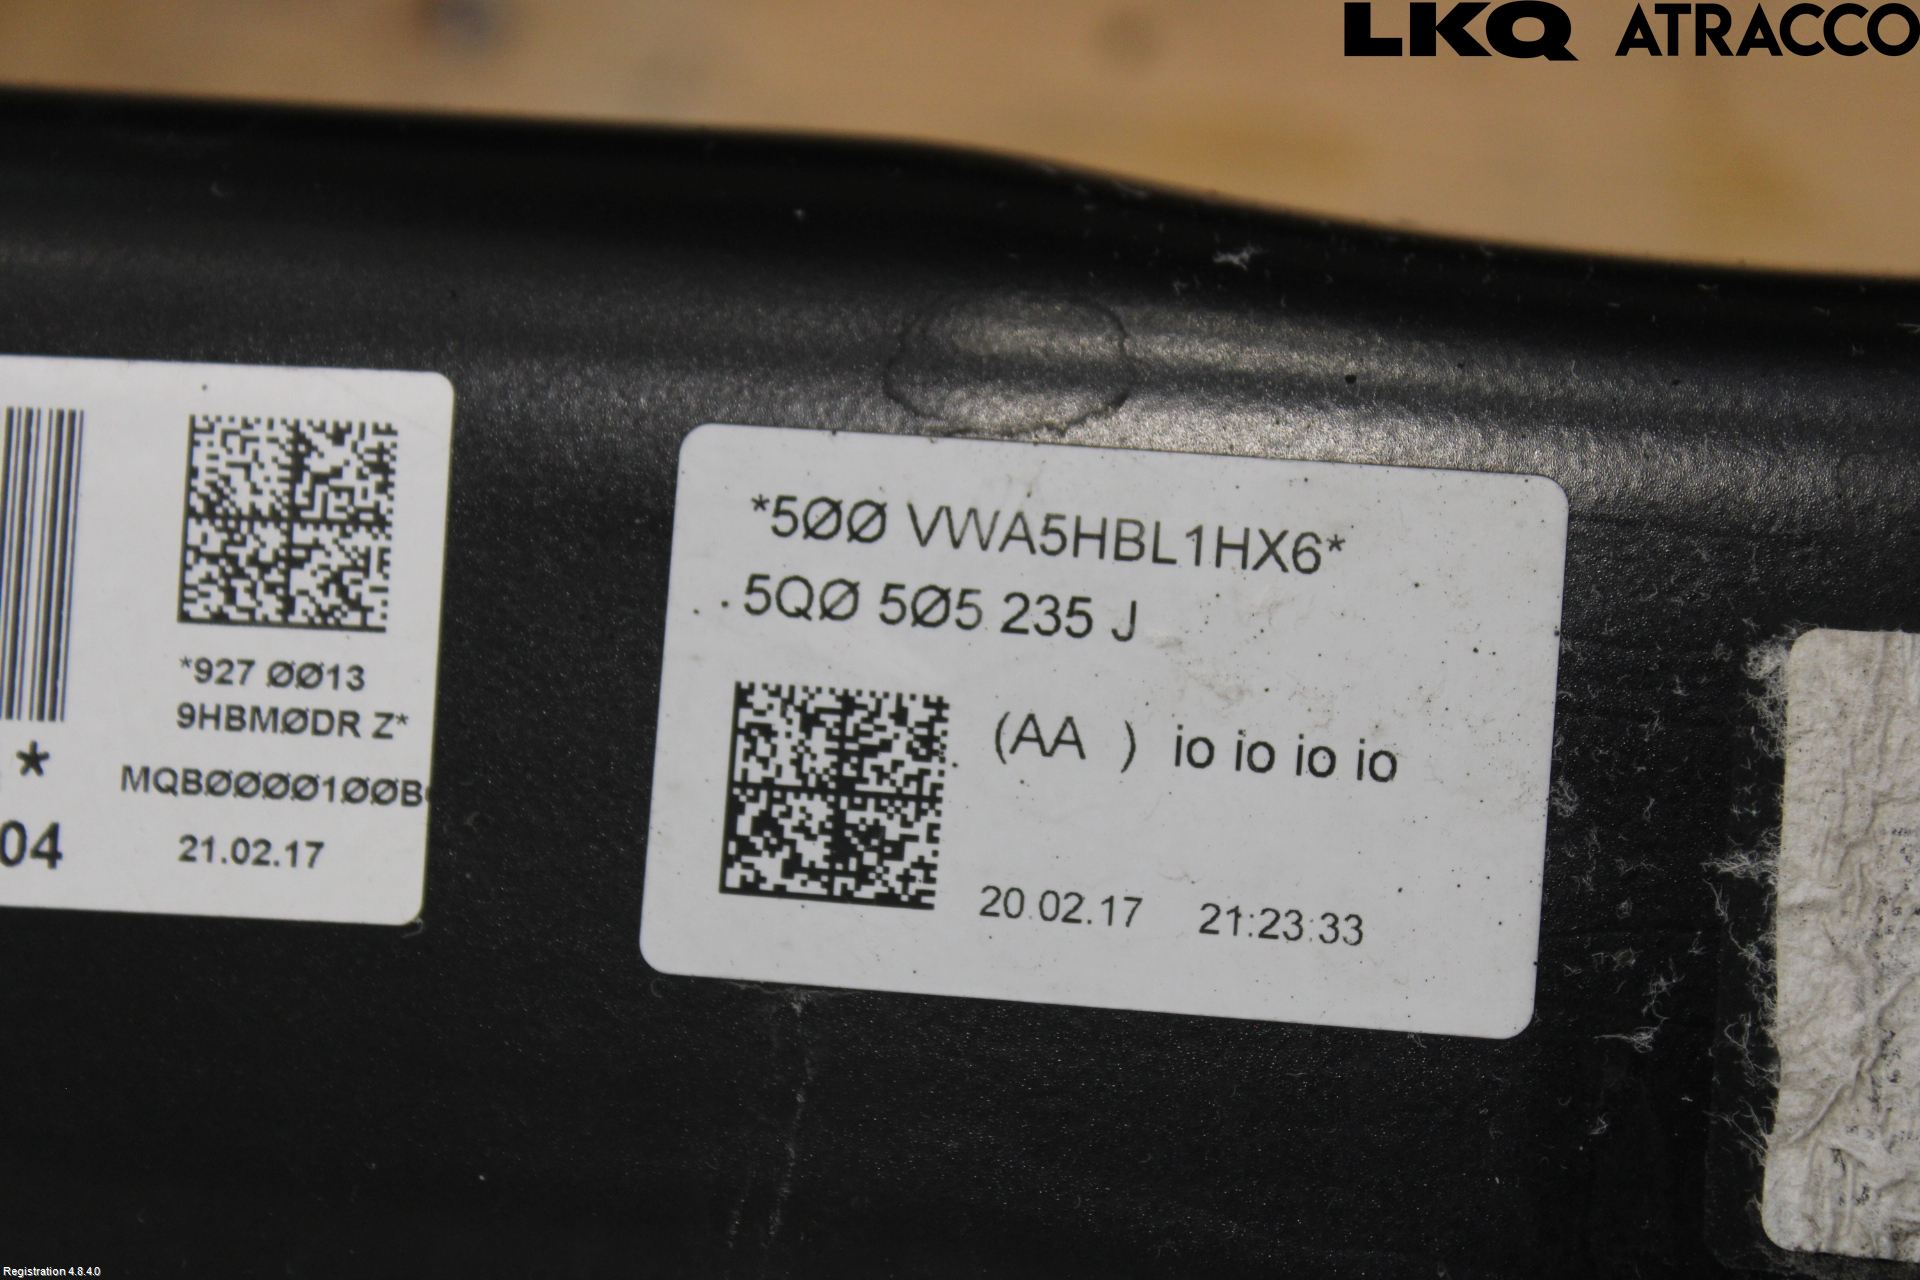 LKQ ATRACCO
*
04
*927 ØØ13
9HBMØDR Z*
MQBØØØØ1ØØB
21.02.17
*5ØØ VWA5HBL1HX6*
5QØ 5Ø5 235 J
(AA ) io io io io
20.02.17 21:23:33
Registration 4.8.4.0